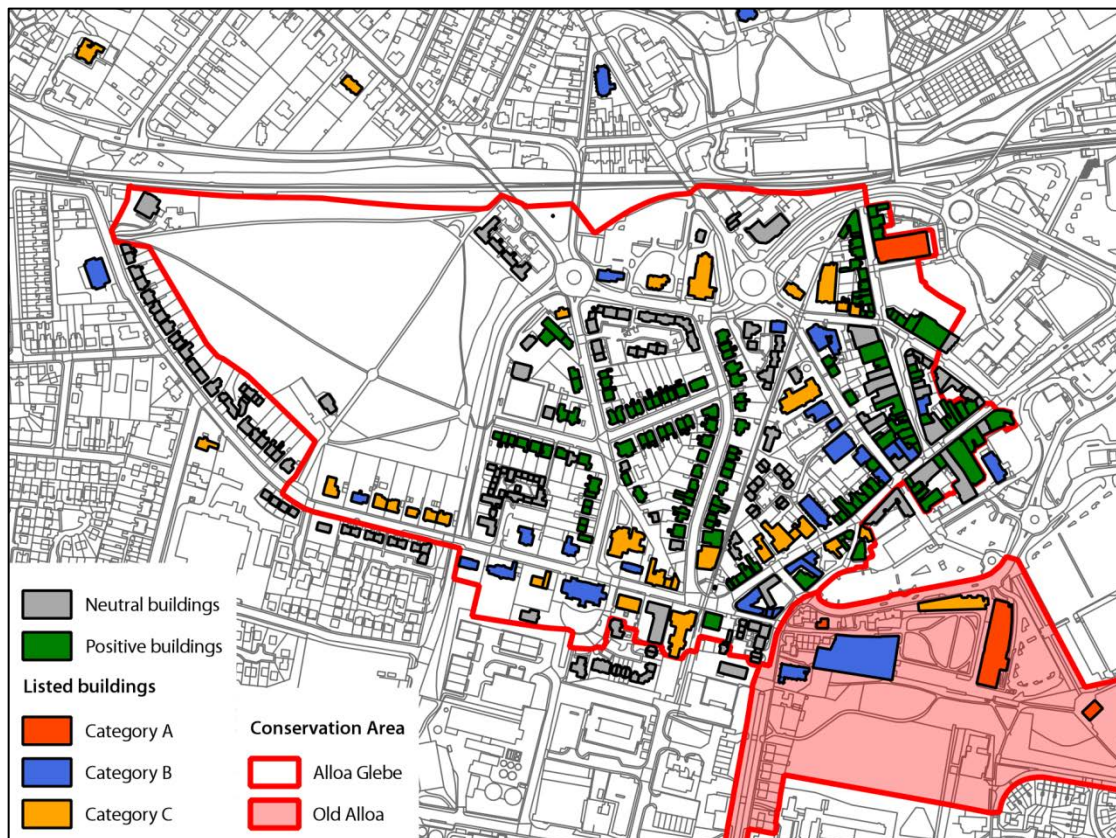 Neutral buildings
Positive buildings
Listed buildings
Category A
Category B
Category C
Conservation Area
Alloa Glebe
Old Alloa